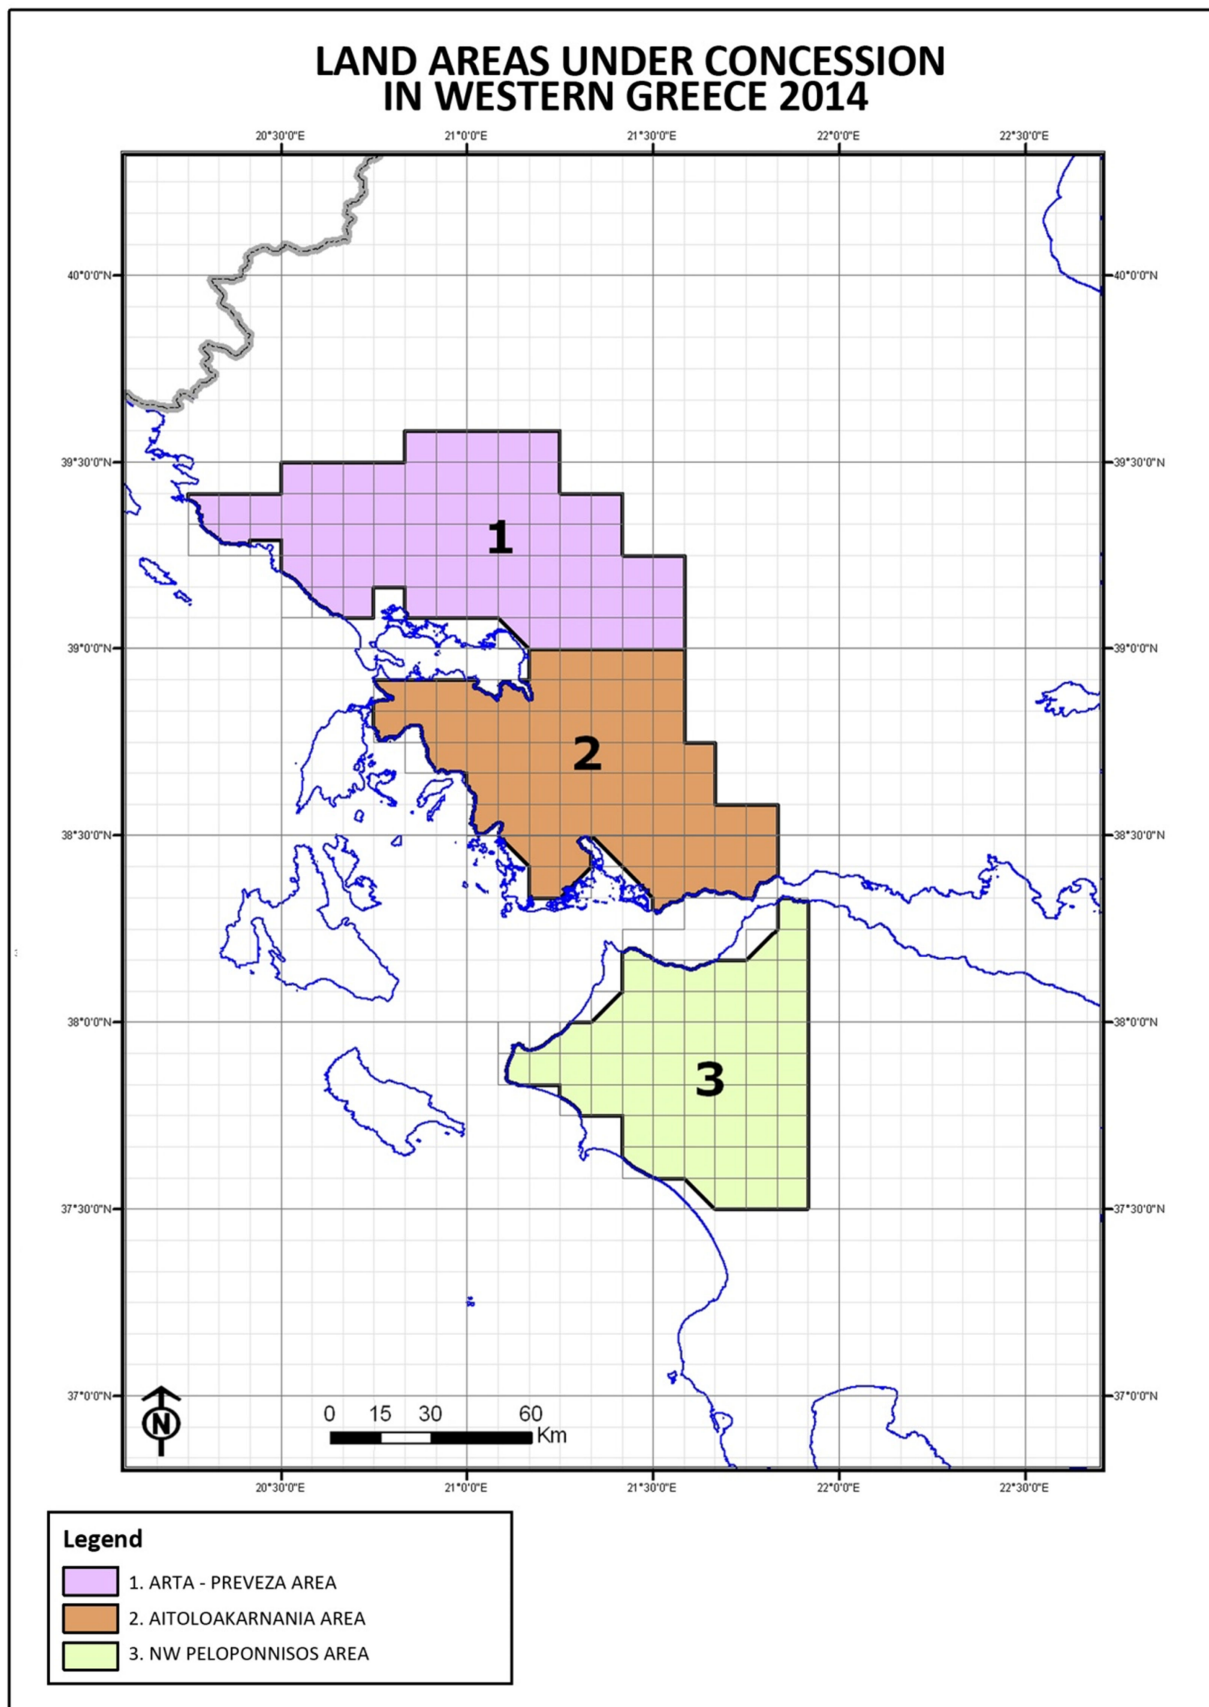 LAND AREAS UNDER CONCESSION
IN WESTERN GREECE 2014
20°30'0"E 21°0'0"E 21°30'0"E 22°0'0"E 22°30'0"E
40°0'0"N 40°0'0"N
39°30'0"N 39°30'0"N
1
39°0'0"N 39°0'0"N
2
38°30'0"N 38°30'0"N
38°0'0"N 38°0'0"N
3
37°30'0"N 37°30'0"N
37°0'0"N 37°0'0"N
N
0 15 30 60
Km
20°30'0"E 21°0'0"E 21°30'0"E 22°0'0"E 22°30'0"E
Legend
1. ARTA - PREVEZA AREA
2. AITOLOAKARNANIA AREA
3. NW PELOPONNISOS AREA